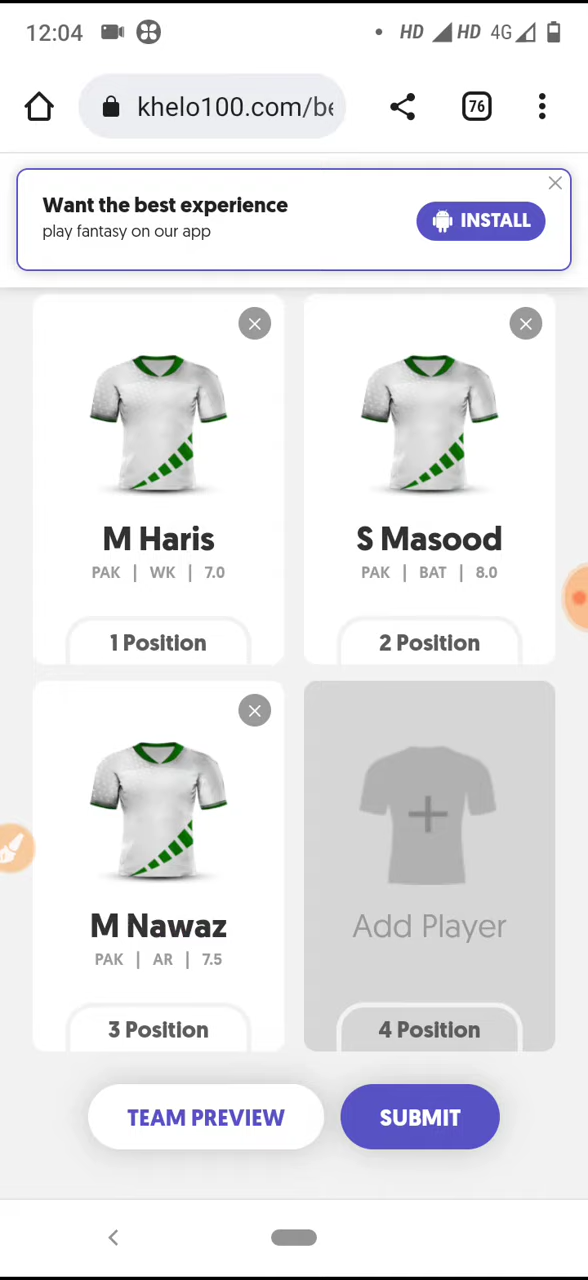 12:04 HD HD 4G
khelo100.com/be
76
Want the best experience
play fantasy on our app
INSTALL
M Haris
PAK | WK | 7.0
1 Position
S Masood
PAK | BAT | 8.0
2 Position
M Nawaz
PAK | AR | 7.5
3 Position
Add Player
4 Position
TEAM PREVIEW
SUBMIT